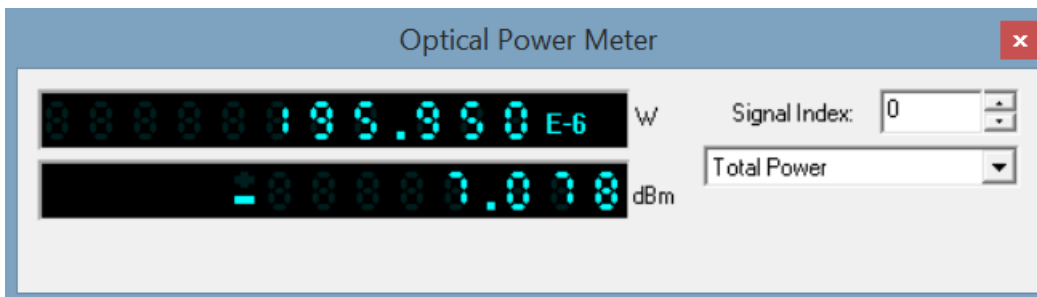 Optical Power Meter
195.950 E-6 W
Signal Index: 0
Total Power
- 7.078 dBm